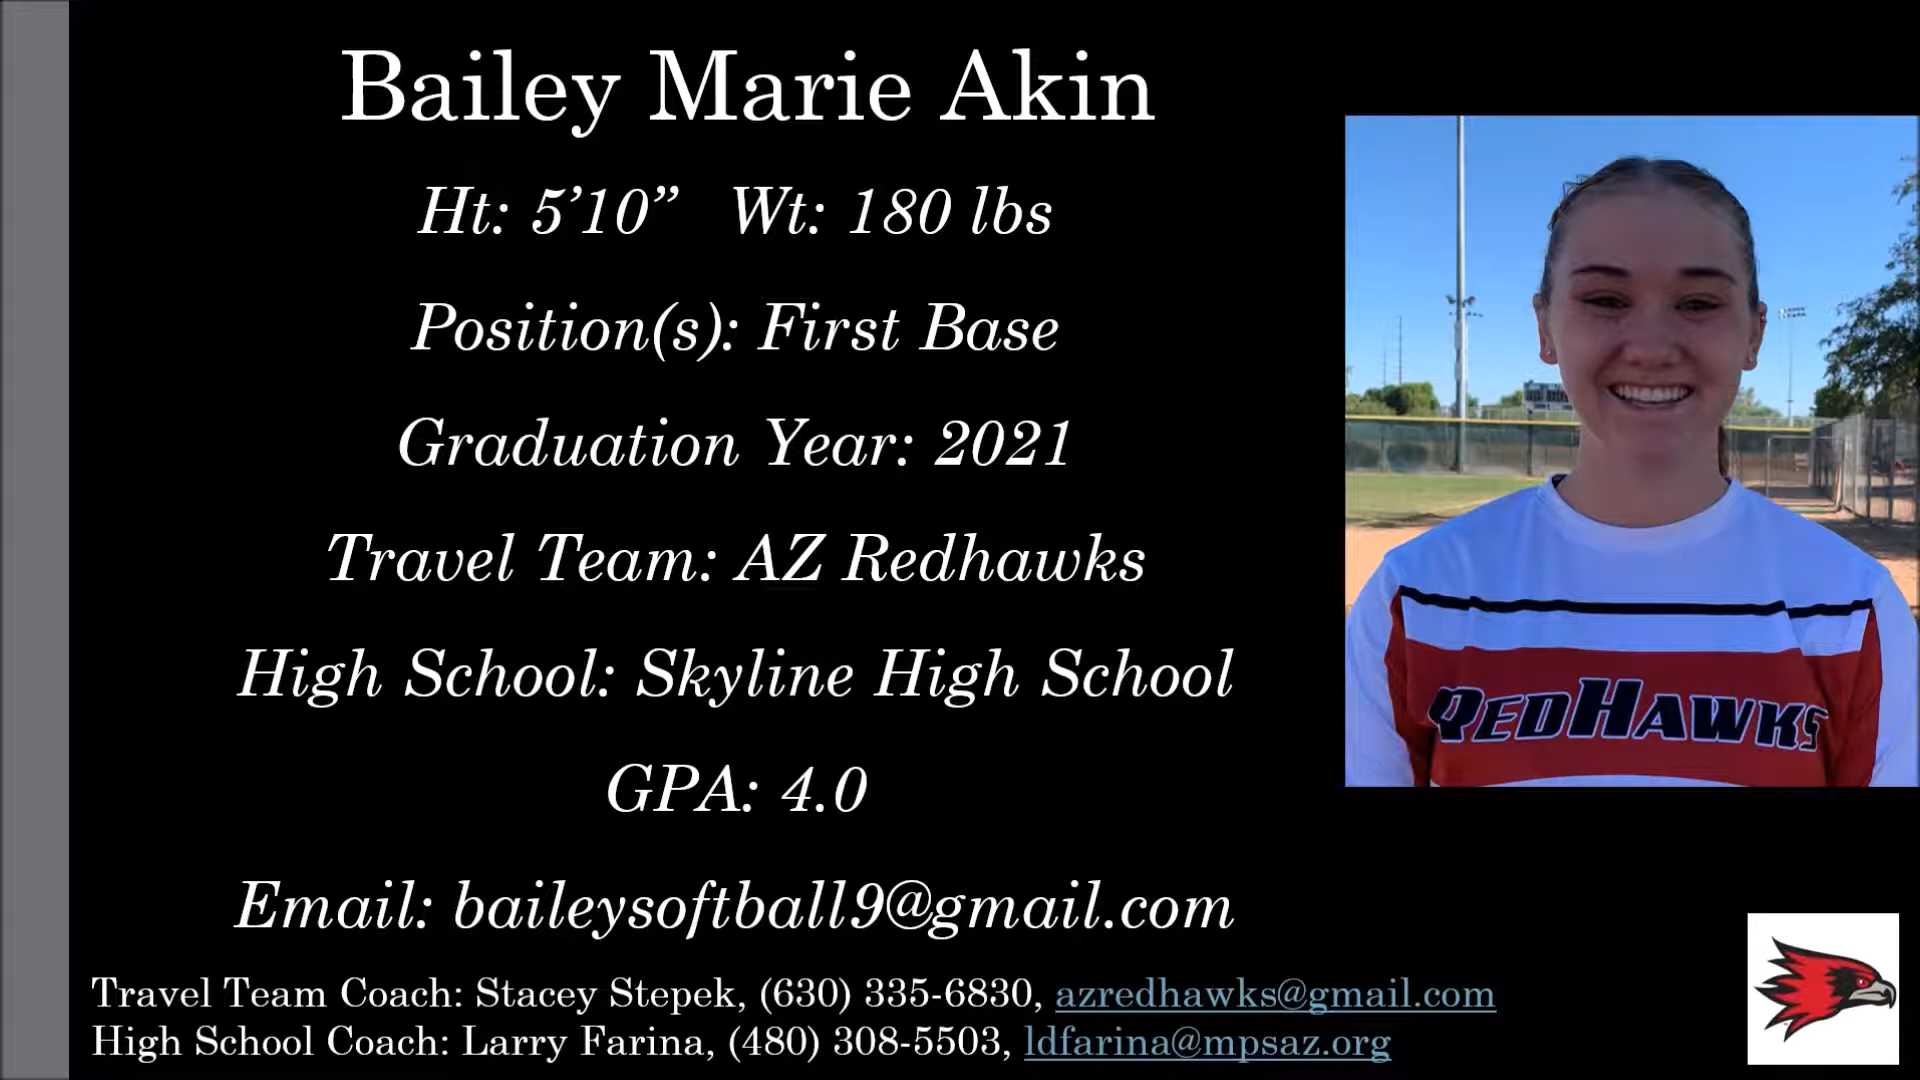 Bailey Marie Akin
Ht: 5’10”   Wt: 180 lbs
Position(s): First Base
Graduation Year: 2021
Travel Team: AZ Redhawks
High School: Skyline High School
GPA: 4.0
Email: baileysoftball9@gmail.com
Travel Team Coach: Stacey Stepek, (630) 335-6830, azredhawks@gmail.com
High School Coach: Larry Farina, (480) 308-5503, ldfarina@mpsaz.org
REDHAWKS